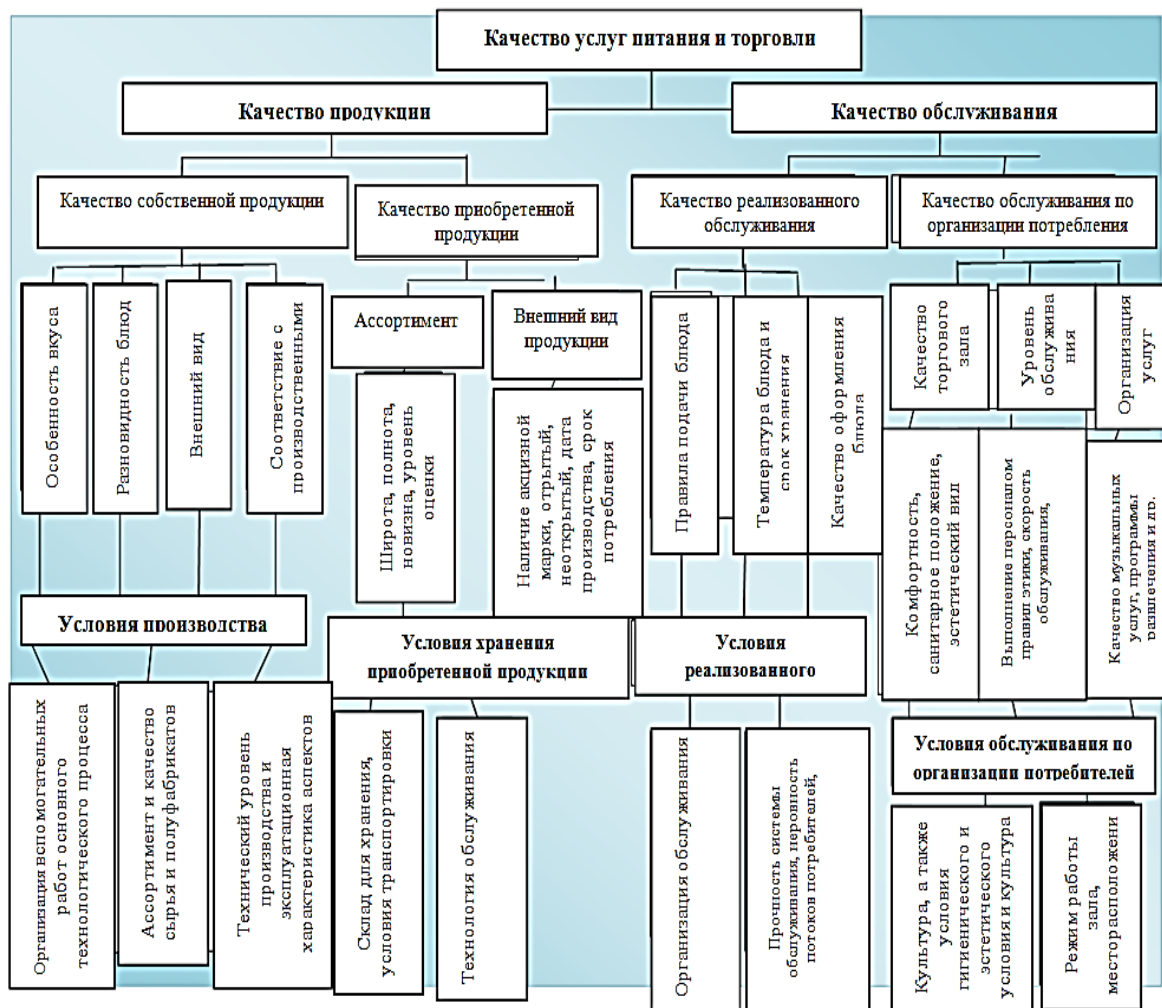 Качество услуг питания и торговли
Качество продукции
Качество обслуживания
Качество собственной продукции
Качество приобретенной
продукции
Качество реализованного
обслуживания
Качество обслуживания по
организации потребления
Особенность вкуса
Разновидность блюд
Внешний вид
Соответствие с
производственными
Ассортимент
Внешний вид
продукции
Широта, полнота,
новизна, уровень
оценки
Наличие акцизной
марки, отрытый,
неоткрытый, дата
производства, срок
потребления
Правила подачи блюда
Температура блюда и
срок хранения
Качество оформления
блюда
Качество
торгового
зала
Уровень
обслужива
ния
Организация
услуг
Комфортность,
санитарное положение,
эстетический вид
Выполнение персоналом
правил этики, скорость
обслуживания,
Качество музыкальных
услуг, программы
развлечения и др.
Условия производства
Условия хранения
приобретенной продукции
Условия
реализованного
Условия обслуживания по
организации потребителей
Организация вспомогательных
работ основного
технологического процесса
Ассортимент и качество
сырья и полуфабрикатов
Технический уровень
производства и
эксплуатационная
характеристика аспектов
Склад для хранения,
условия транспортировки
Технология обслуживания
Организация обслуживания
Прочность системы
обслуживания, неровность
потоков потребителей,
Культура, а также
условия
гигиенического и
эстетического
условия и культура
Режим работы
зала,
месторасположени